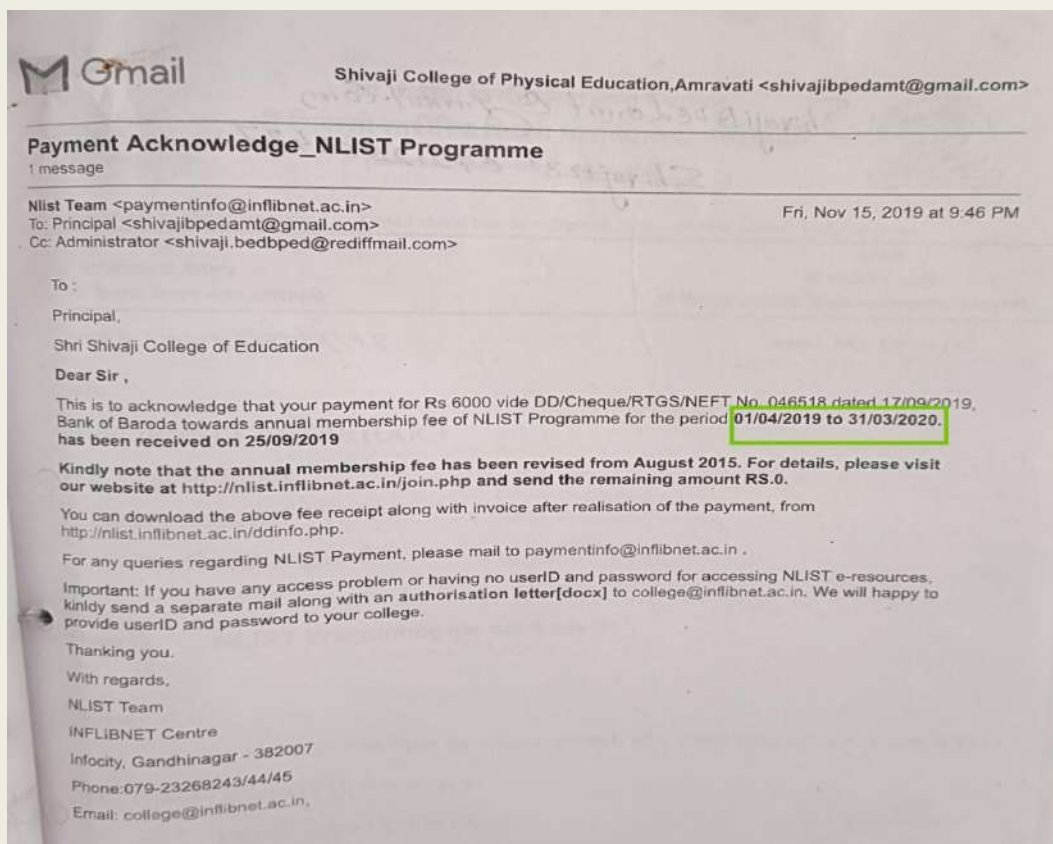 Gmail
Shivaji College of Physical Education,Amravati <shivajibpedamt@gmail.com>
Payment Acknowledge_NLIST Programme
1 message
Nlist Team <paymentinfo@inflibnet.ac.in>
Fri, Nov 15, 2019 at 9:46 PM
To: Principal <shivajibpedamt@gmail.com>
Cc: Administrator <shivaji.bedbped@rediffmail.com>
To :
Principal,
Shri Shivaji College of Education
Dear Sir ,
This is to acknowledge that your payment for Rs 6000 vide DD/Cheque/RTGS/NEFT No. 046518 dated 17/09/2019,
Bank of Baroda towards annual membership fee of NLIST Programme for the period 01/04/2019 to 31/03/2020.
has been received on 25/09/2019
Kindly note that the annual membership fee has been revised from August 2015. For details, please visit
our website at http://nlist.inflibnet.ac.in/join.php and send the remaining amount RS.0.
You can download the above fee receipt along with invoice after realisation of the payment, from
http://nlist.inflibnet.ac.in/ddinfo.php.
For any queries regarding NLIST Payment, please mail to paymentinfo@inflibnet.ac.in .
Important: If you have any access problem or having no userID and password for accessing NLIST e-resources,
kinldy send a separate mail along with an authorisation letter[docx] to college@inflibnet.ac.in. We will happy to
provide userID and password to your college.
Thanking you.
With regards,
NLIST Team
INFLIBNET Centre
Infocity, Gandhinagar - 382007
Phone:079-23268243/44/45
Email: college@inflibnet.ac.in,